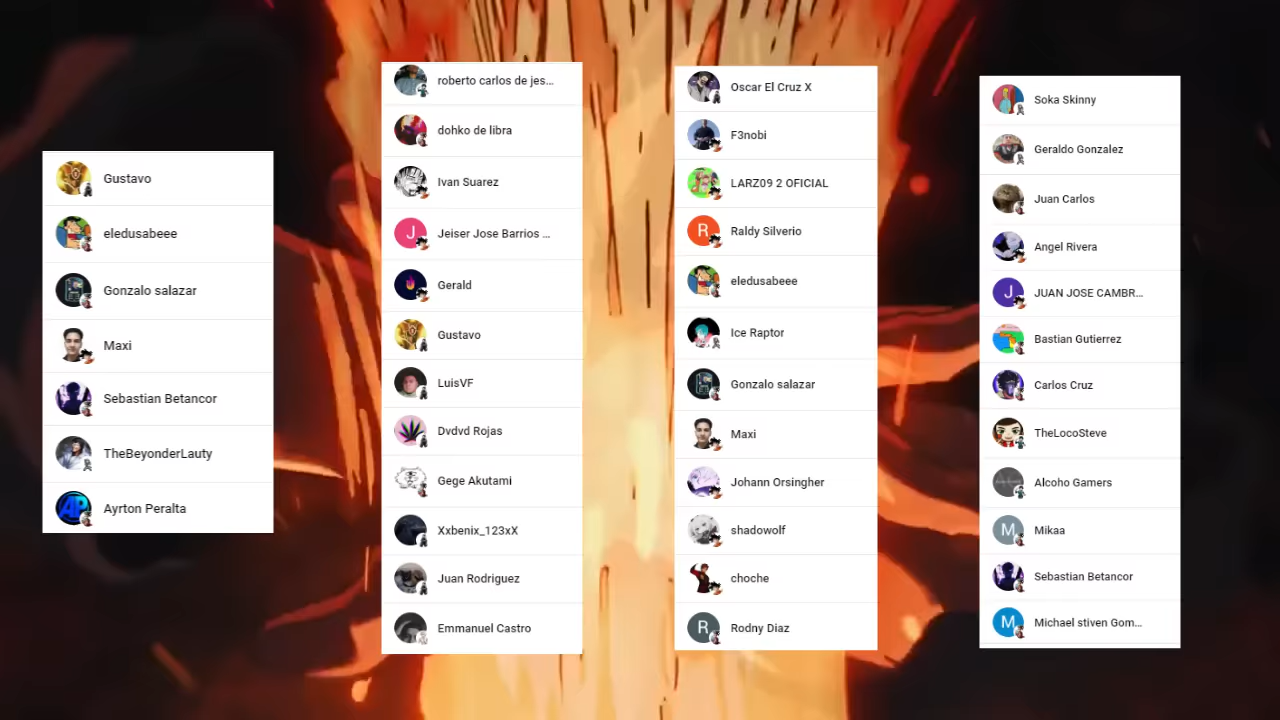 Gustavo
eledusabeee
Gonzalo salazar
Maxi
Sebastian Betancor
TheBeyonderLauty
AP
Ayrton Peralta
roberto carlos de jes...
dohko de libra
Ivan Suarez
J
Jeiser Jose Barrios ...
Gerald
Gustavo
LuisVF
Dvdvd Rojas
Gege Akutami
Xxbenix_123xX
Juan Rodriguez
Emmanuel Castro
Oscar El Cruz X
F3nobi
LARZ09 2 OFICIAL
R
Raldy Silverio
eledusabeee
Ice Raptor
Gonzalo salazar
Maxi
Johann Orsingher
shadowolf
choche
R
Rodny Diaz
Soka Skinny
Geraldo Gonzalez
Juan Carlos
Angel Rivera
J
JUAN JOSE CAMBR...
Bastian Gutierrez
Carlos Cruz
TheLocoSteve
Alcoho Gamers
M
Mikaa
Sebastian Betancor
M
Michael stiven Gom...